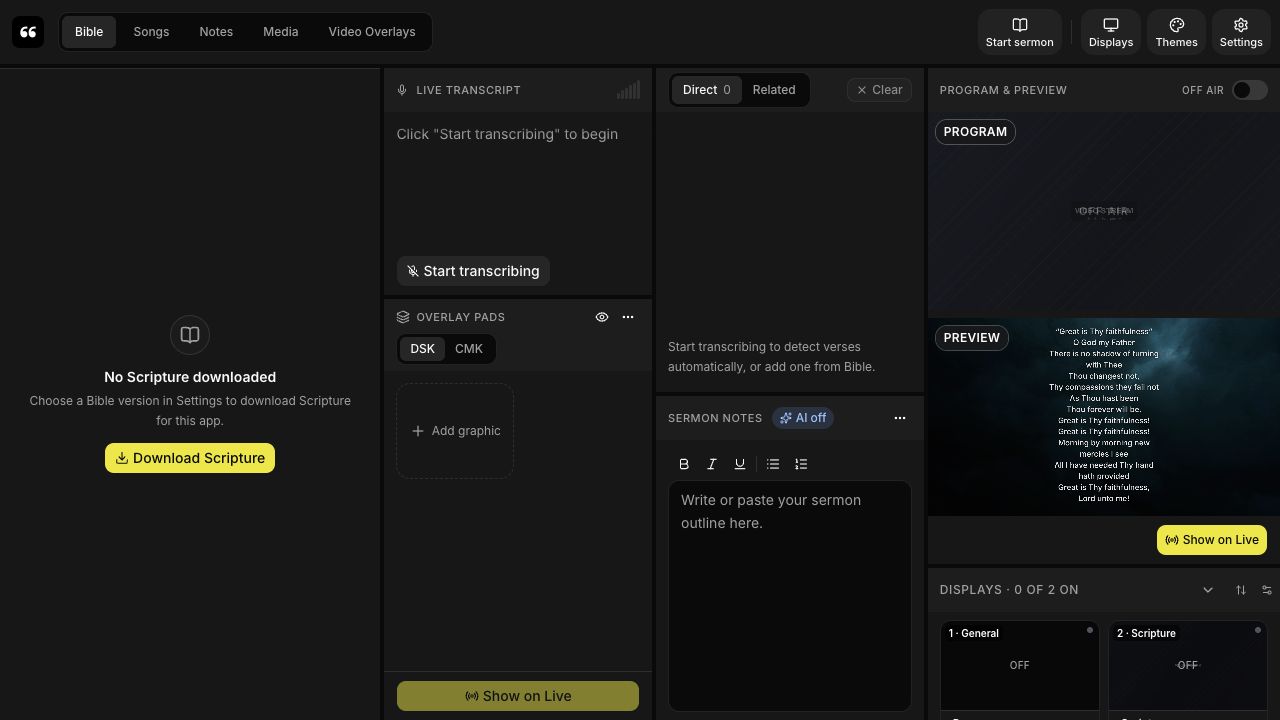 Bible
Songs
Notes
Media
Video Overlays
Start sermon
Displays
Themes
Settings
No Scripture downloaded
Choose a Bible version in Settings to download Scripture
for this app.
Download Scripture
LIVE TRANSCRIPT
Click "Start transcribing" to begin
Start transcribing
OVERLAY PADS
DSK
CMK
Add graphic
Show on Live
Direct 0
Related
Clear
Start transcribing to detect verses
automatically, or add one from Bible.
SERMON NOTES
AI off
B I U
Write or paste your sermon
outline here.
PROGRAM & PREVIEW
OFF AIR
PROGRAM
PREVIEW
“Great is Thy faithfulness”
O God my Father
There is no shadow of turning
with Thee
Thou changest not,
Thy compassions they fail not
As Thou hast been
Thou forever will be.
Great is Thy faithfulness!
Great is Thy faithfulness!
Morning by morning new
mercies I see
All I have needed Thy hand
hath provided
Great is Thy faithfulness,
Lord unto me!
Show on Live
DISPLAYS · 0 OF 2 ON
1 · General
OFF
2 · Scripture
OFF